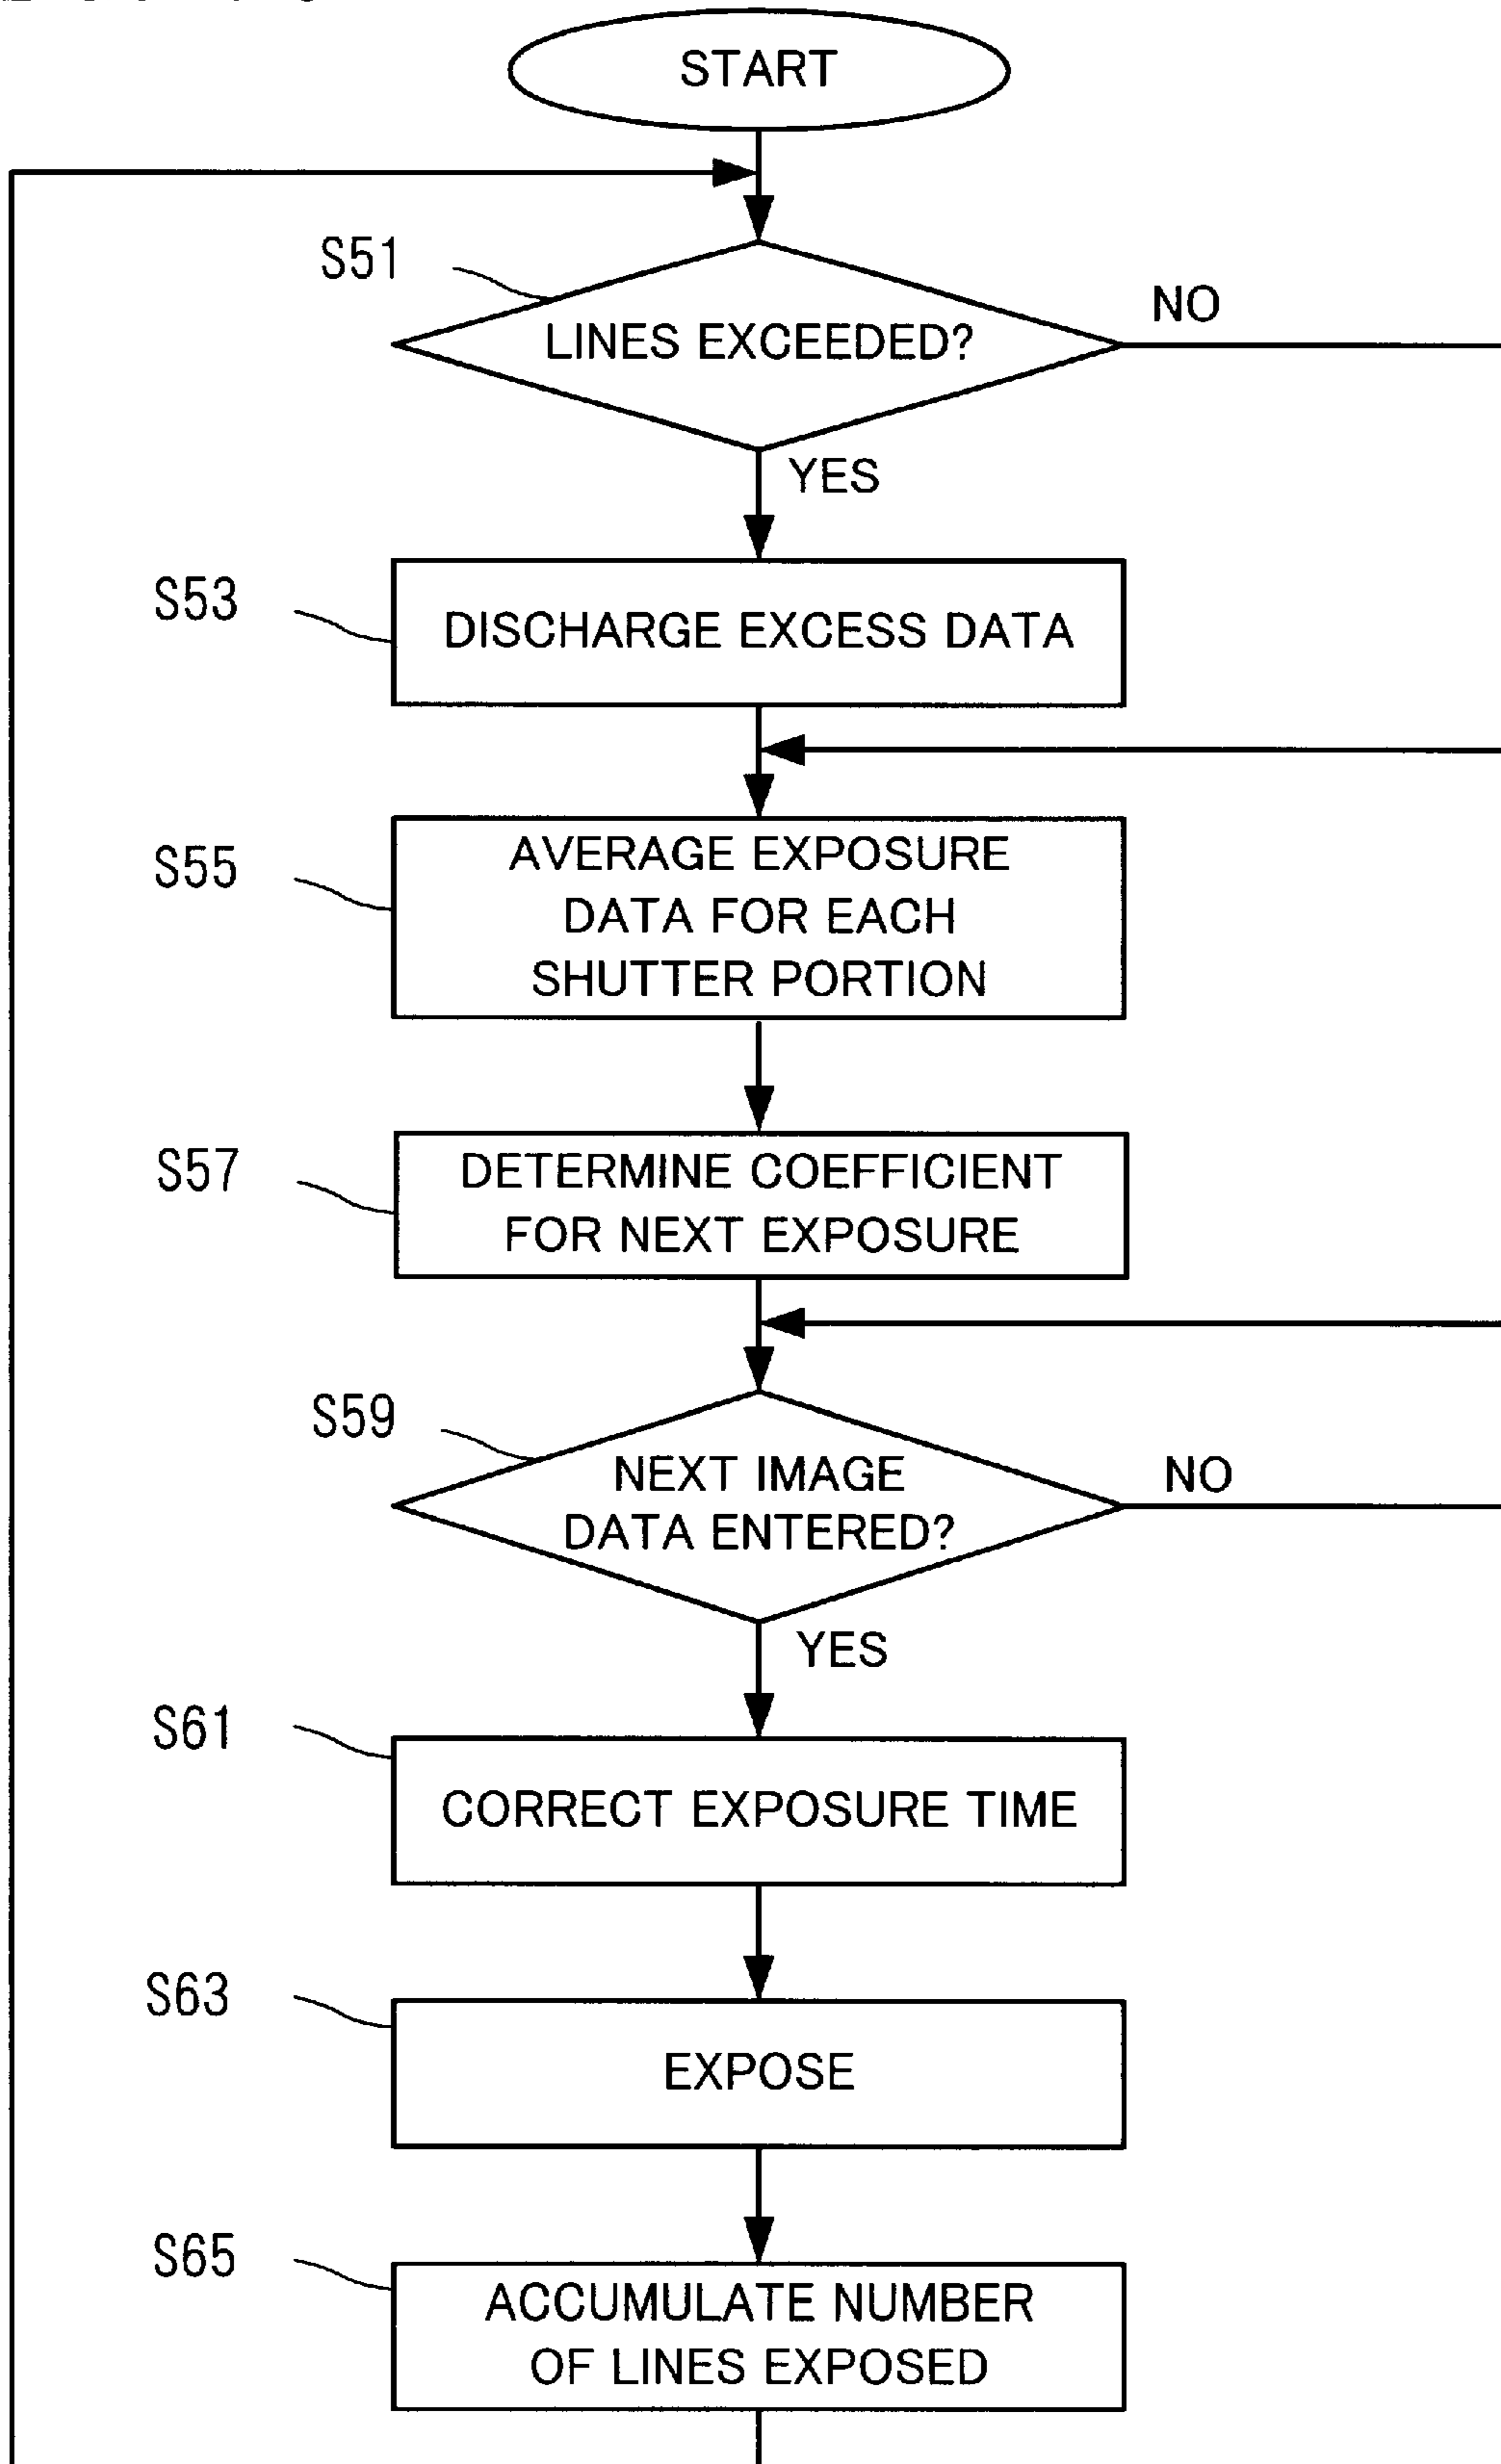 START
S51
LINES EXCEEDED?
NO
YES
S53
DISCHARGE EXCESS DATA
S55
AVERAGE EXPOSURE
DATA FOR EACH
SHUTTER PORTION
S57
DETERMINE COEFFICIENT
FOR NEXT EXPOSURE
S59
NEXT IMAGE
DATA ENTERED?
NO
YES
S61
CORRECT EXPOSURE TIME
S63
EXPOSE
S65
ACCUMULATE NUMBER
OF LINES EXPOSED